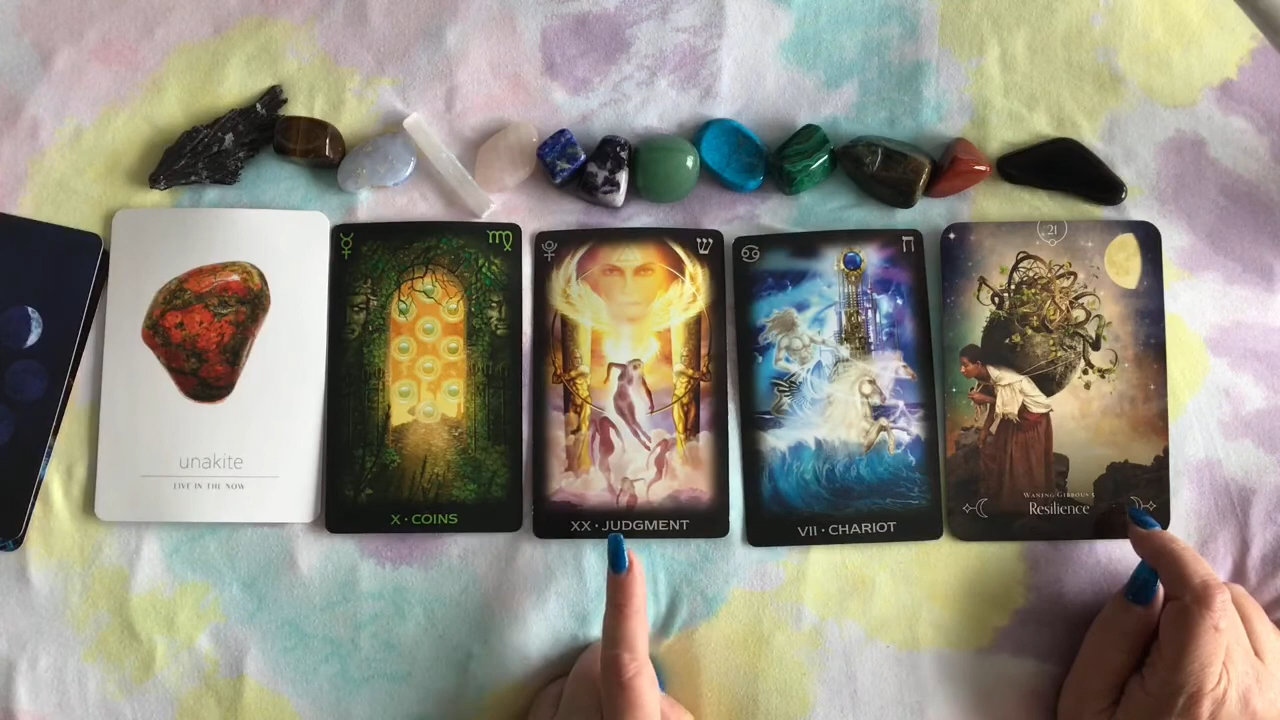 unakite
LIVE IN THE NOW
☿ ♍
X · COINS
ש
XX · JUDGMENT
♋ ח
VII · CHARIOT
21
WANING GIBBOUS
Resilience